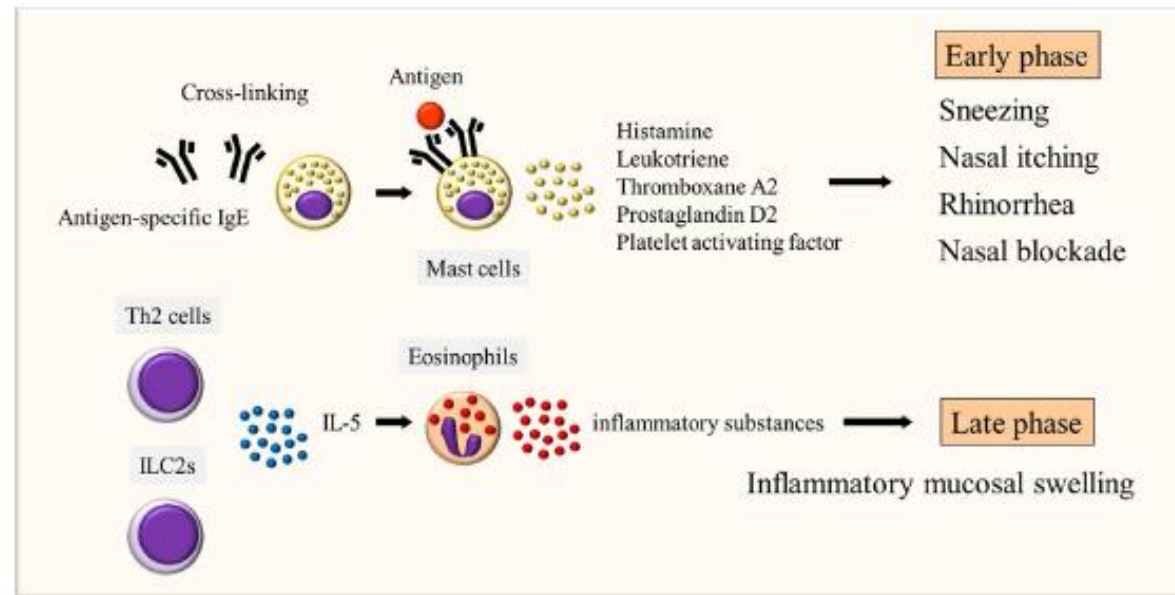 Cross-linking
Antigen
Antigen-specific IgE
Mast cells
Histamine
Leukotriene
Thromboxane A2
Prostaglandin D2
Platelet activating factor
Early phase
Sneezing
Nasal itching
Rhinorrhea
Nasal blockade
Th2 cells
ILC2s
IL-5
Eosinophils
inflammatory substances
Late phase
Inflammatory mucosal swelling